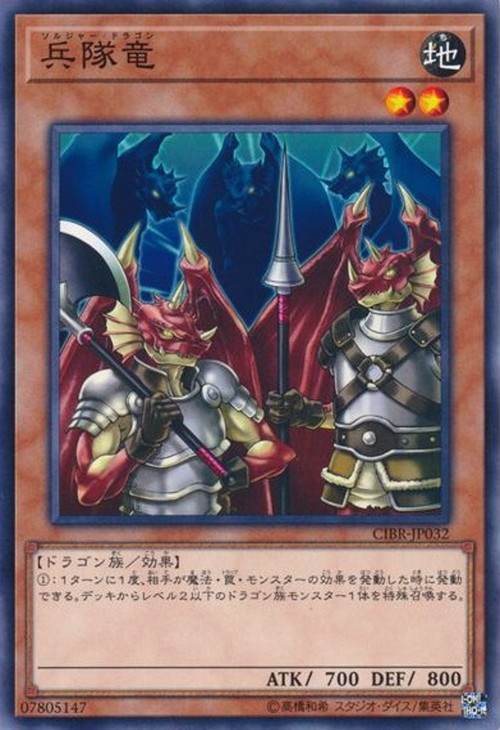 ソルジャー・ドラゴン
兵隊竜
地
CIBR-JP032
【ドラゴン族／効果】
①：1ターンに1度、相手が魔法・罠・モンスターの効果を発動した時に発動
できる。デッキからレベル２以下のドラゴン族モンスター1体を特殊召喚する。
ATK/ 700 DEF/ 800
07805147
©高橋和希 スタジオ・ダイス/集英社